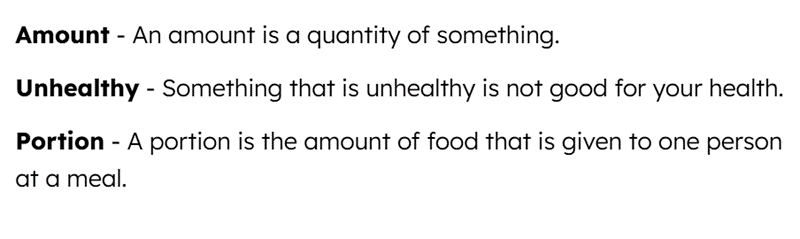 Amount - An amount is a quantity of something.
Unhealthy - Something that is unhealthy is not good for your health.
Portion - A portion is the amount of food that is given to one person
at a meal.